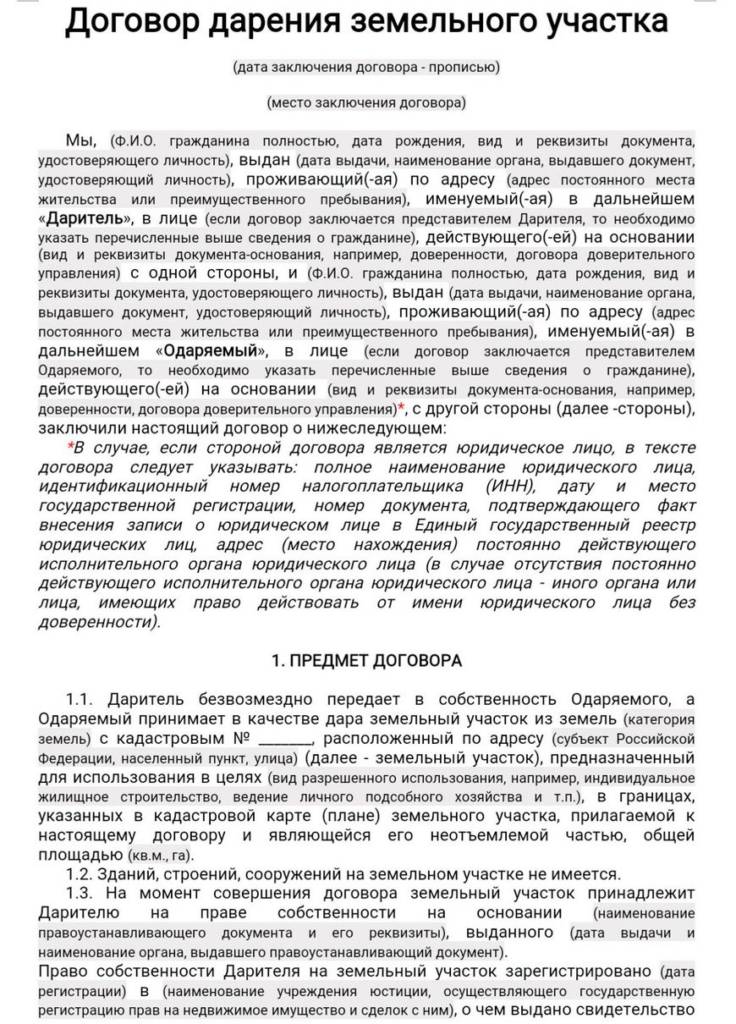 Договор дарения земельного участка
(дата заключения договора - прописью)
(место заключения договора)
Мы, (Ф.И.О. гражданина полностью, дата рождения, вид и реквизиты документа,
удостоверяющего личность), выдан (дата выдачи, наименование органа, выдавшего документ,
удостоверяющий личность), проживающий(-ая) по адресу (адрес постоянного места
жительства или преимущественного пребывания), именуемый(-ая) в дальнейшем
«Даритель», в лице (если договор заключается представителем Дарителя, то необходимо
указать перечисленные выше сведения о гражданине), действующего(-ей) на основании
(вид и реквизиты документа-основания, например, доверенности, договора доверительного
управления) с одной стороны, и (Ф.И.О. гражданина полностью, дата рождения, вид и
реквизиты документа, удостоверяющего личность), выдан (дата выдачи, наименование органа,
выдавшего документ, удостоверяющий личность), проживающий(-ая) по адресу (адрес
постоянного места жительства или преимущественного пребывания), именуемый(-ая) в
дальнейшем «Одаряемый», в лице (если договор заключается представителем
Одаряемого, то необходимо указать перечисленные выше сведения о гражданине),
действующего(-ей) на основании (вид и реквизиты документа-основания, например,
доверенности, договора доверительного управления)*, с другой стороны (далее -стороны),
заключили настоящий договор о нижеследующем:
*В случае, если стороной договора является юридическое лицо, в тексте
договора следует указывать: полное наименование юридического лица,
идентификационный номер налогоплательщика (ИНН), дату и место
государственной регистрации, номер документа, подтверждающего факт
внесения записи о юридическом лице в Единый государственный реестр
юридических лиц, адрес (место нахождения) постоянно действующего
исполнительного органа юридического лица (в случае отсутствия постоянно
действующего исполнительного органа юридического лица - иного органа или
лица, имеющих право действовать от имени юридического лица без
доверенности).
1. ПРЕДМЕТ ДОГОВОРА
1.1. Даритель безвозмездно передает в собственность Одаряемого, а
Одаряемый принимает в качестве дара земельный участок из земель (категория
земель) с кадастровым № _______, расположенный по адресу (субъект Российской
Федерации, населенный пункт, улица) (далее - земельный участок), предназначенный
для использования в целях (вид разрешенного использования, например, индивидуальное
жилищное строительство, ведение личного подсобного хозяйства и т.п.), в границах,
указанных в кадастровой карте (плане) земельного участка, прилагаемой к
настоящему договору и являющейся его неотъемлемой частью, общей
площадью (кв.м., га).
1.2. Зданий, строений, сооружений на земельном участке не имеется.
1.3. На момент совершения договора земельный участок принадлежит
Дарителю на праве собственности на основании (наименование
правоустанавливающего документа и его реквизиты), выданного (дата выдачи и
наименование органа, выдавшего правоустанавливающий документ).
Право собственности Дарителя на земельный участок зарегистрировано (дата
регистрации) в (наименование учреждения юстиции, осуществляющего государственную
регистрацию прав на недвижимое имущество и сделок с ним), о чем выдано свидетельство